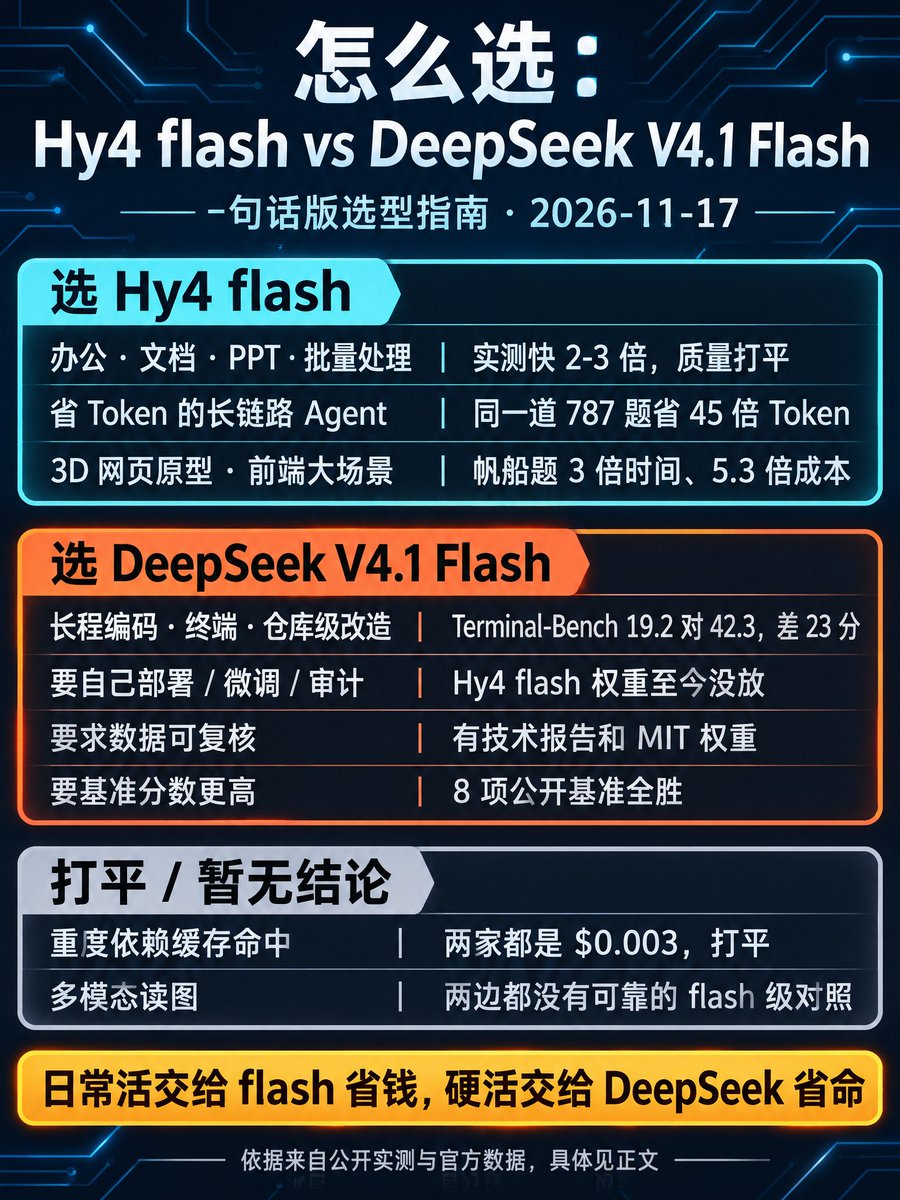 怎么选：
Hy4 flash vs DeepSeek V4.1 Flash
一句话版选型指南 · 2026-11-17
选 Hy4 flash
办公 · 文档 · PPT · 批量处理 | 实测快 2-3 倍，质量打平
省 Token 的长链路 Agent | 同一道 787 题省 45 倍 Token
3D 网页原型 · 前端大场景 | 帆船题 3 倍时间、5.3 倍成本
选 DeepSeek V4.1 Flash
长程编码 · 终端 · 仓库级改造 | Terminal-Bench 19.2 对 42.3，差 23 分
要自己部署 / 微调 / 审计 | Hy4 flash 权重至今没放
要求数据可复核 | 有技术报告和 MIT 权重
要基准分数更高 | 8 项公开基准全胜
打平 / 暂无结论
重度依赖缓存命中 | 两家都是 $0.003，打平
多模态读图 | 两边都没有可靠的 flash 级对照
日常活交给 flash 省钱，硬活交给 DeepSeek 省命
依据来自公开实测与官方数据，具体见正文